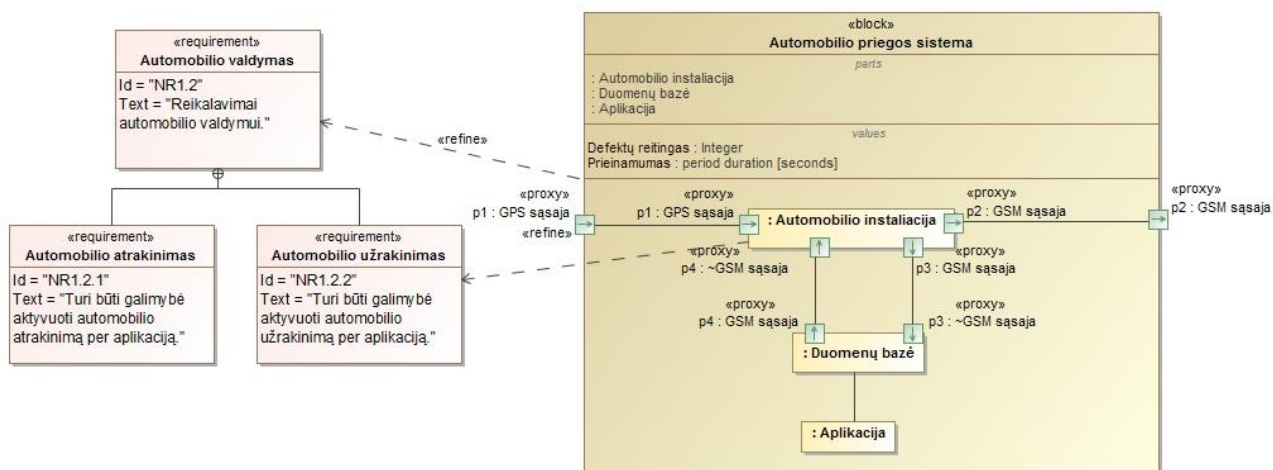 «requirement»
Automobilio valdymas
Id = "NR1.2"
Text = "Reikalavimai
automobilio valdymui."
«refine»
«requirement»
Automobilio atrakinimas
Id = "NR1.2.1"
Text = "Turi būti galimybė
aktyvuoti automobilio
atrakinimą per aplikaciją."
«requirement»
Automobilio užrakinimas
Id = "NR1.2.2"
Text = "Turi būti galimybė
aktyvuoti automobilio
užrakinimą per aplikaciją."
«block»
Automobilio priegos sistema
parts
: Automobilio instaliacija
: Duomenų bazė
: Aplikacija
values
Defektų reitingas : Integer
Prieinamumas : period duration [seconds]
«proxy»
p1 : GPS sąsaja
«refine»
«proxy»
p1 : GPS sąsaja
: Automobilio instaliacija
«proxy»
p2 : GSM sąsaja
«proxy»
p2 : GSM sąsaja
«proxy»
p4 : ~GSM sąsaja
«proxy»
p3 : GSM sąsaja
«proxy»
p4 : GSM sąsaja
«proxy»
p3 : ~GSM sąsaja
: Duomenų bazė
: Aplikacija